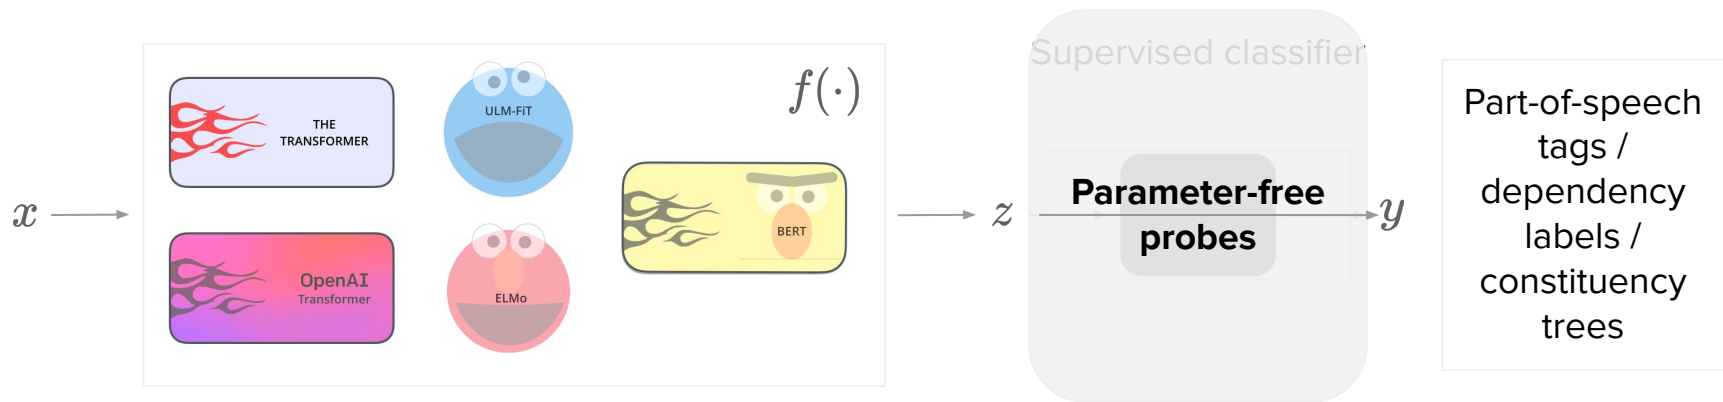 x
THE
TRANSFORMER
OpenAI
Transformer
ULM-FiT
ELMo
f(·)
BERT
z
Supervised classifier
Parameter-free
probes
y
Part-of-speech
tags /
dependency
labels /
constituency
trees